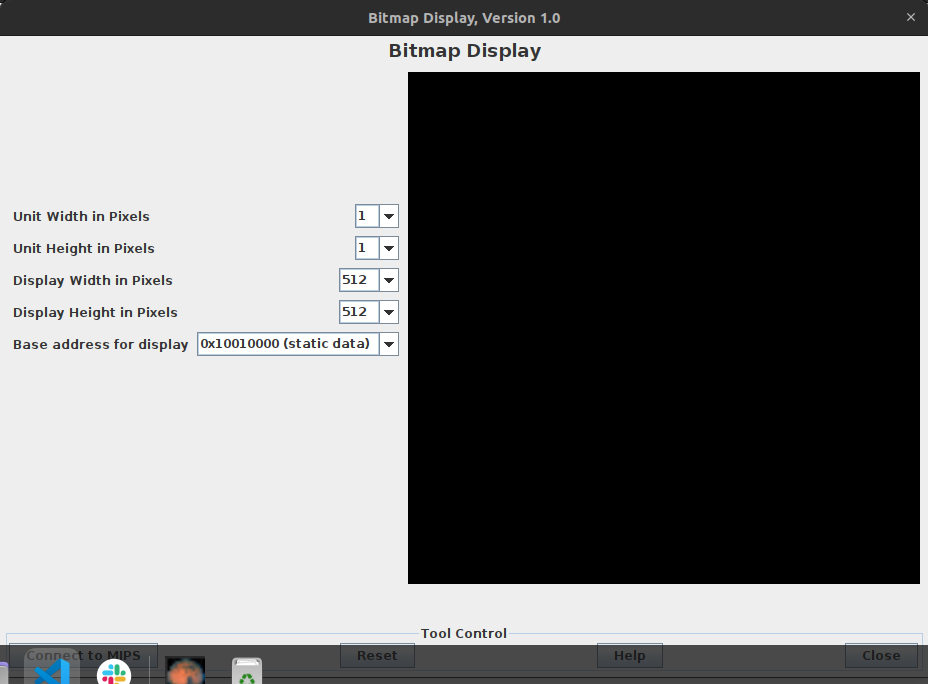 Bitmap Display, Version 1.0
Bitmap Display
Unit Width in Pixels 1
Unit Height in Pixels 1
Display Width in Pixels 512
Display Height in Pixels 512
Base address for display 0x10010000 (static data)
Tool Control
Connect to MIPS Reset Help Close